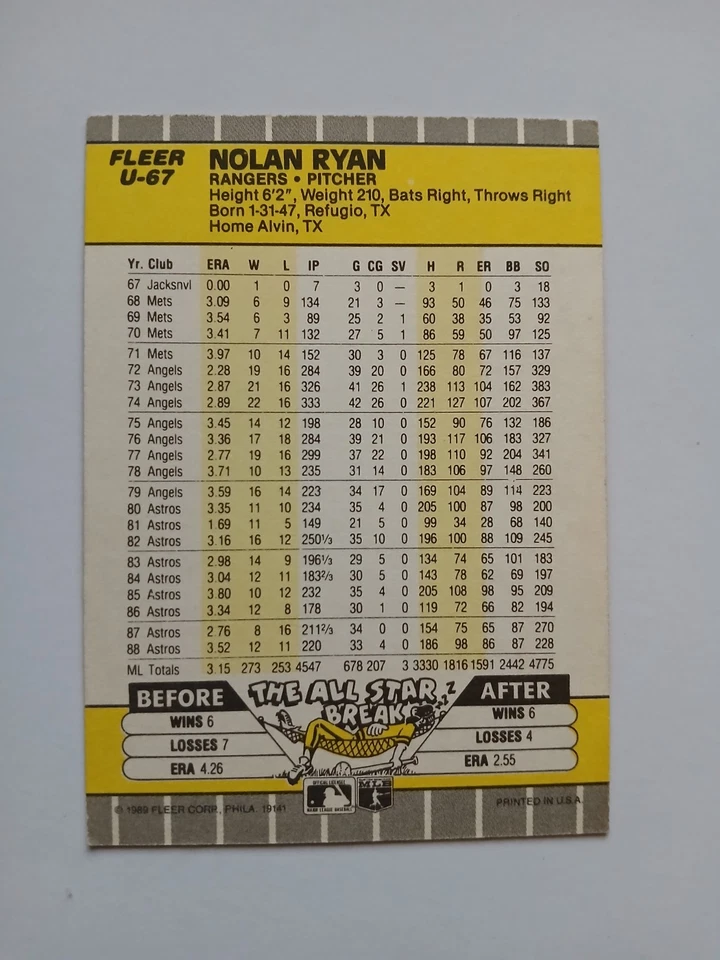 FLEER
U-67
NOLAN RYAN
RANGERS • PITCHER
Height 6'2", Weight 210, Bats Right, Throws Right
Born 1-31-47, Refugio, TX
Home Alvin, TX
Yr. Club ERA W L IP G CG SV H R ER BB SO
67 Jacksnvl 0.00 1 0 7 3 0 — 3 1 0 3 18
68 Mets 3.09 6 9 134 21 3 — 93 50 46 75 133
69 Mets 3.54 6 3 89 25 2 1 60 38 35 53 92
70 Mets 3.41 7 11 132 27 5 1 86 59 50 97 125
71 Mets 3.97 10 14 152 30 3 0 125 78 67 116 137
72 Angels 2.28 19 16 284 39 20 0 166 80 72 157 329
73 Angels 2.87 21 16 326 41 26 1 238 113 104 162 383
74 Angels 2.89 22 16 333 42 26 0 221 127 107 202 367
75 Angels 3.45 14 12 198 28 10 0 152 90 76 132 186
76 Angels 3.36 17 18 284 39 21 0 193 117 106 183 327
77 Angels 2.77 19 16 299 37 22 0 198 110 92 204 341
78 Angels 3.71 10 13 235 31 14 0 183 106 97 148 260
79 Angels 3.59 16 14 223 34 17 0 169 104 89 114 223
80 Astros 3.35 11 10 234 35 4 0 205 100 87 98 200
81 Astros 1.69 11 5 149 21 5 0 99 34 28 68 140
82 Astros 3.16 16 12 250⅓ 35 10 0 196 100 88 109 245
83 Astros 2.98 14 9 196⅓ 29 5 0 134 74 65 101 183
84 Astros 3.04 12 11 183⅔ 30 5 0 143 78 62 69 197
85 Astros 3.80 10 12 232 35 4 0 205 108 98 95 209
86 Astros 3.34 12 8 178 30 1 0 119 72 66 82 194
87 Astros 2.76 8 16 211⅔ 34 0 0 154 75 65 87 270
88 Astros 3.52 12 11 220 33 4 0 186 98 86 87 228
ML Totals 3.15 273 253 4547 678 207 3 3330 1816 1591 2442 4775
THE ALL STAR
BREAK
Z
BEFORE
WINS 6
LOSSES 7
ERA 4.26
AFTER
WINS 6
LOSSES 4
ERA 2.55
OFFICIAL LICENSEE
MAJOR LEAGUE BASEBALL
MLB
© 1989 FLEER CORP., PHILA. 19141
PRINTED IN U.S.A.